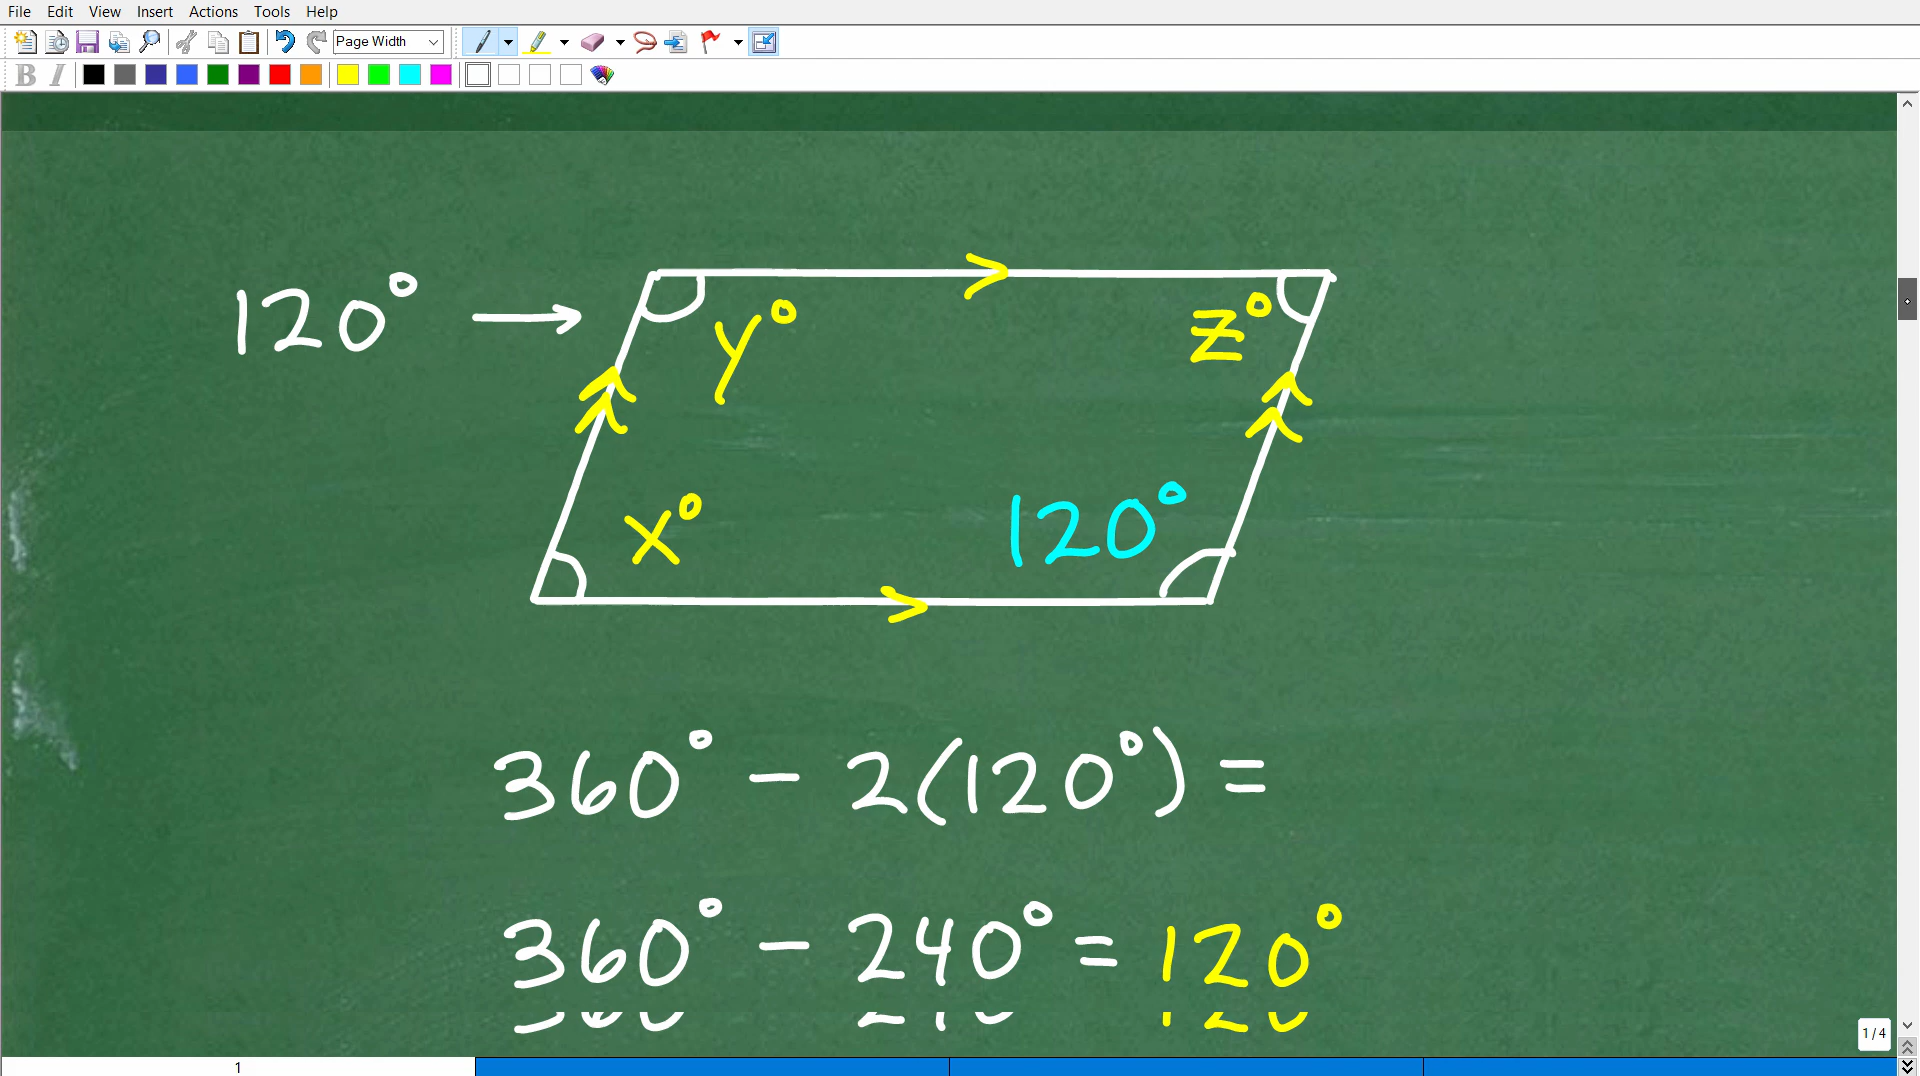 File Edit View Insert Actions Tools Help
Page Width
B I
120° → y° z°
x° 120°
360° - 2(120°) =
360° - 240° = 120°
1 / 4
1